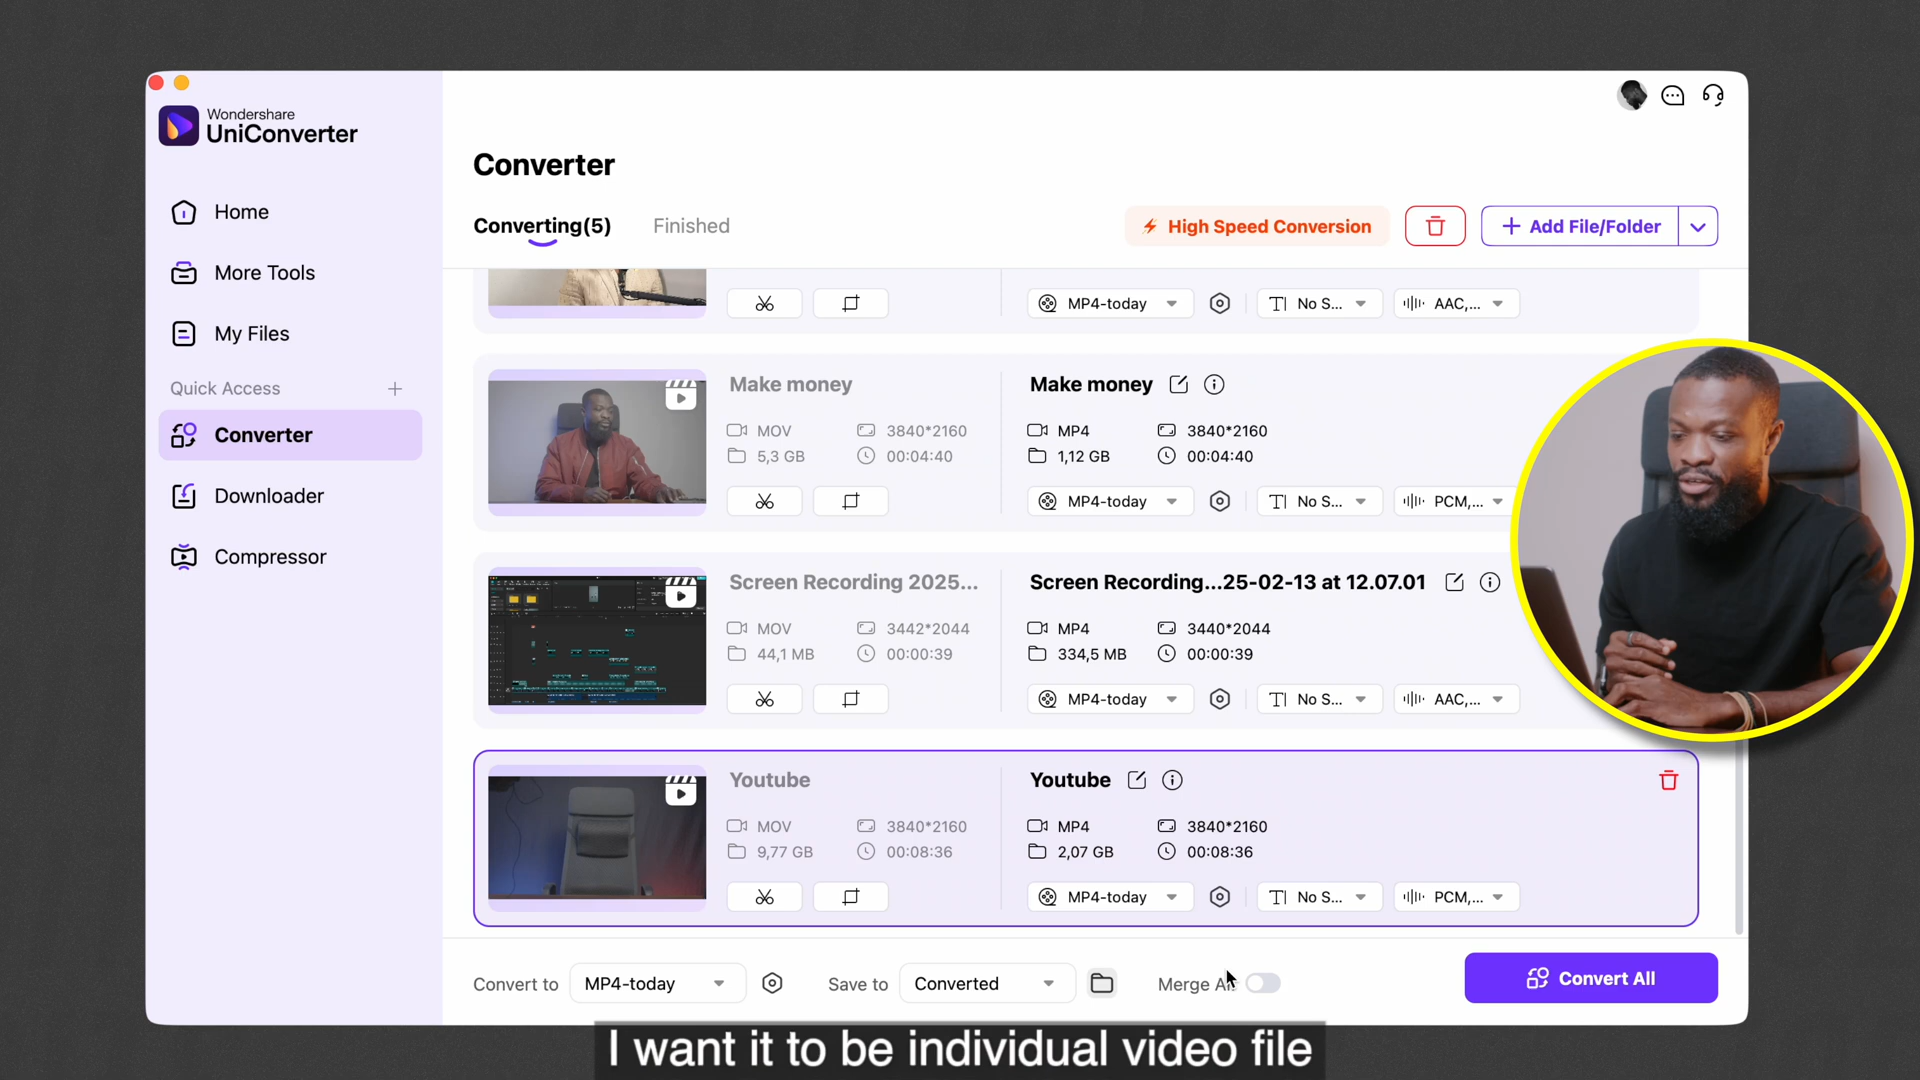 Wondershare
UniConverter
Home
More Tools
My Files
Quick Access
Converter
Downloader
Compressor
Converter
Converting(5)
Finished
High Speed Conversion
Add File/Folder
MP4-today
No S...
AAC,...
Make money
MOV
3840*2160
5,3 GB
00:04:40
Make money
MP4
3840*2160
1,12 GB
00:04:40
MP4-today
No S...
PCM,...
Screen Recording 2025...
MOV
3442*2044
44,1 MB
00:00:39
Screen Recording...25-02-13 at 12.07.01
MP4
3440*2044
334,5 MB
00:00:39
MP4-today
No S...
AAC,...
Youtube
MOV
3840*2160
9,77 GB
00:08:36
Youtube
MP4
3840*2160
2,07 GB
00:08:36
MP4-today
No S...
PCM,...
Convert to
MP4-today
Save to
Converted
Merge All
Convert All
I want it to be individual video file